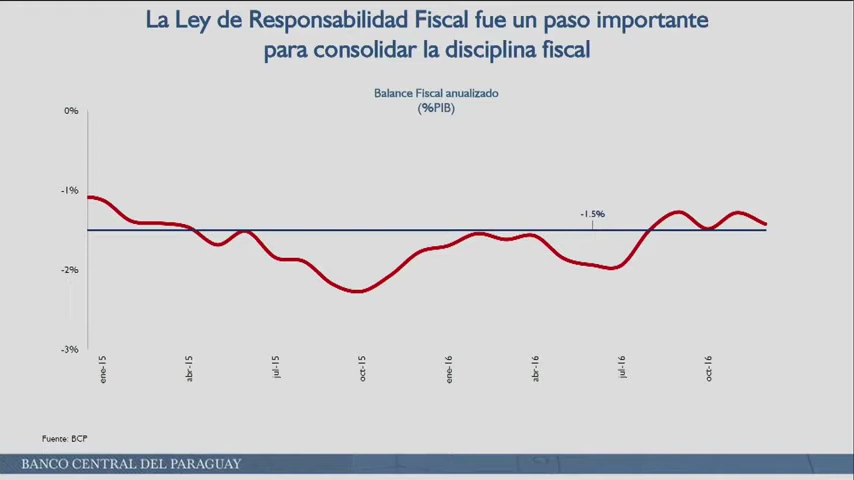 La Ley de Responsabilidad Fiscal fue un paso importante
para consolidar la disciplina fiscal
Balance Fiscal anualizado
(%PIB)
0%
-1%
-1.5%
-2%
-3%
ene-15
abr-15
jul-15
oct-15
ene-16
abr-16
jul-16
oct-16
Fuente: BCP
BANCO CENTRAL DEL PARAGUAY